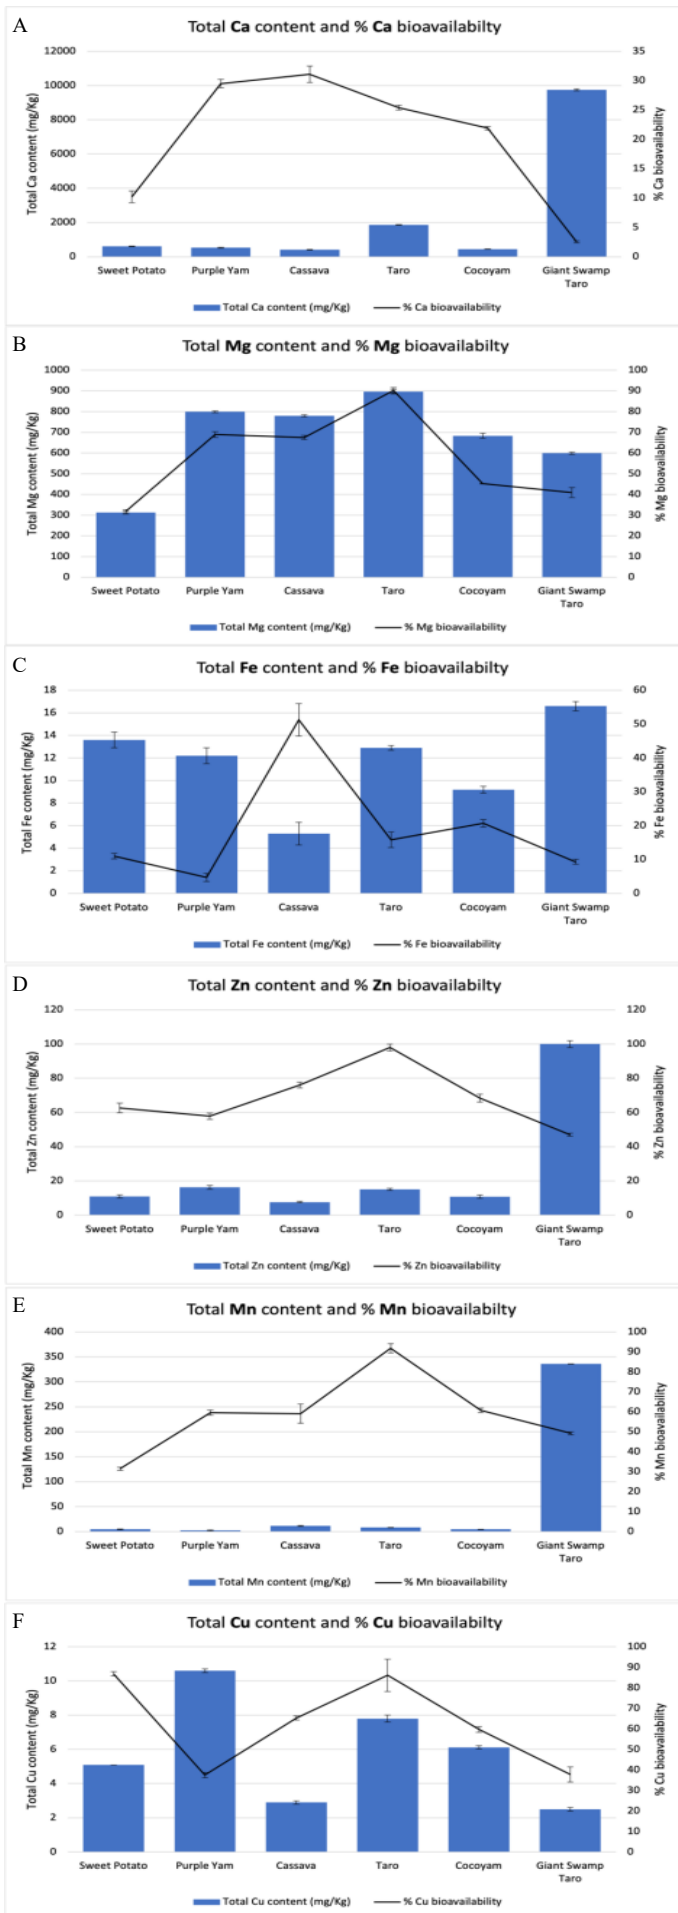 A
Total Ca content and % Ca bioavailabilty
Total Ca content (mg/Kg)
12000
10000
8000
6000
4000
2000
0
35
30
25
20
15
10
5
0
% Ca bioavailability
Sweet Potato Purple Yam Cassava Taro Cocoyam Giant Swamp
Taro
Total Ca content (mg/Kg) % Ca bioavailability
B
Total Mg content and % Mg bioavailabilty
Total Mg content (mg/Kg)
1000
900
800
700
600
500
400
300
200
100
0
100
90
80
70
60
50
40
30
20
10
0
% Mg bioavailability
Sweet Potato Purple Yam Cassava Taro Cocoyam Giant Swamp
Taro
Total Mg content (mg/Kg) % Mg bioavailability
C
Total Fe content and % Fe bioavailabilty
Total Fe content (mg/Kg)
18
16
14
12
10
8
6
4
2
0
60
50
40
30
20
10
0
% Fe bioavailability
Sweet Potato Purple Yam Cassava Taro Cocoyam Giant Swamp
Taro
Total Fe content (mg/Kg) % Fe bioavailability
D
Total Zn content and % Zn bioavailabilty
Total Zn content (mg/Kg)
120
100
80
60
40
20
0
120
100
80
60
40
20
0
% Zn bioavailability
Sweet Potato Purple Yam Cassava Taro Cocoyam Giant Swamp
Taro
Total Zn content (mg/Kg) % Zn bioavailability
E
Total Mn content and % Mn bioavailabilty
Total Mn content (mg/Kg)
400
350
300
250
200
150
100
50
0
100
90
80
70
60
50
40
30
20
10
0
% Mn bioavailability
Sweet Potato Purple Yam Cassava Taro Cocoyam Giant Swamp
Taro
Total Mn content (mg/Kg) % Mn bioavailability
F
Total Cu content and % Cu bioavailabilty
Total Cu content (mg/Kg)
12
10
8
6
4
2
0
100
90
80
70
60
50
40
30
20
10
0
% Cu bioavailability
Sweet Potato Purple Yam Cassava Taro Cocoyam Giant Swamp
Taro
Total Cu content (mg/Kg) % Cu bioavailability